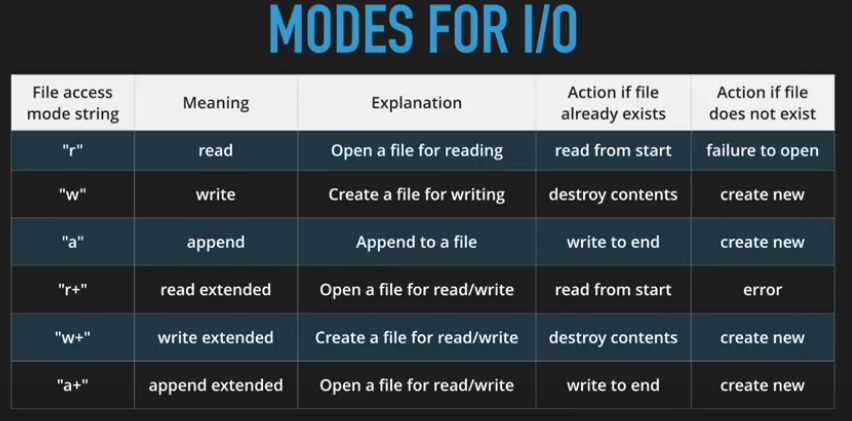 MODES FOR I/O
File access mode string Meaning Explanation Action if file already exists Action if file does not exist
"r" read Open a file for reading read from start failure to open
"w" write Create a file for writing destroy contents create new
"a" append Append to a file write to end create new
"r+" read extended Open a file for read/write read from start error
"w+" write extended Create a file for read/write destroy contents create new
"a+" append extended Open a file for read/write write to end create new